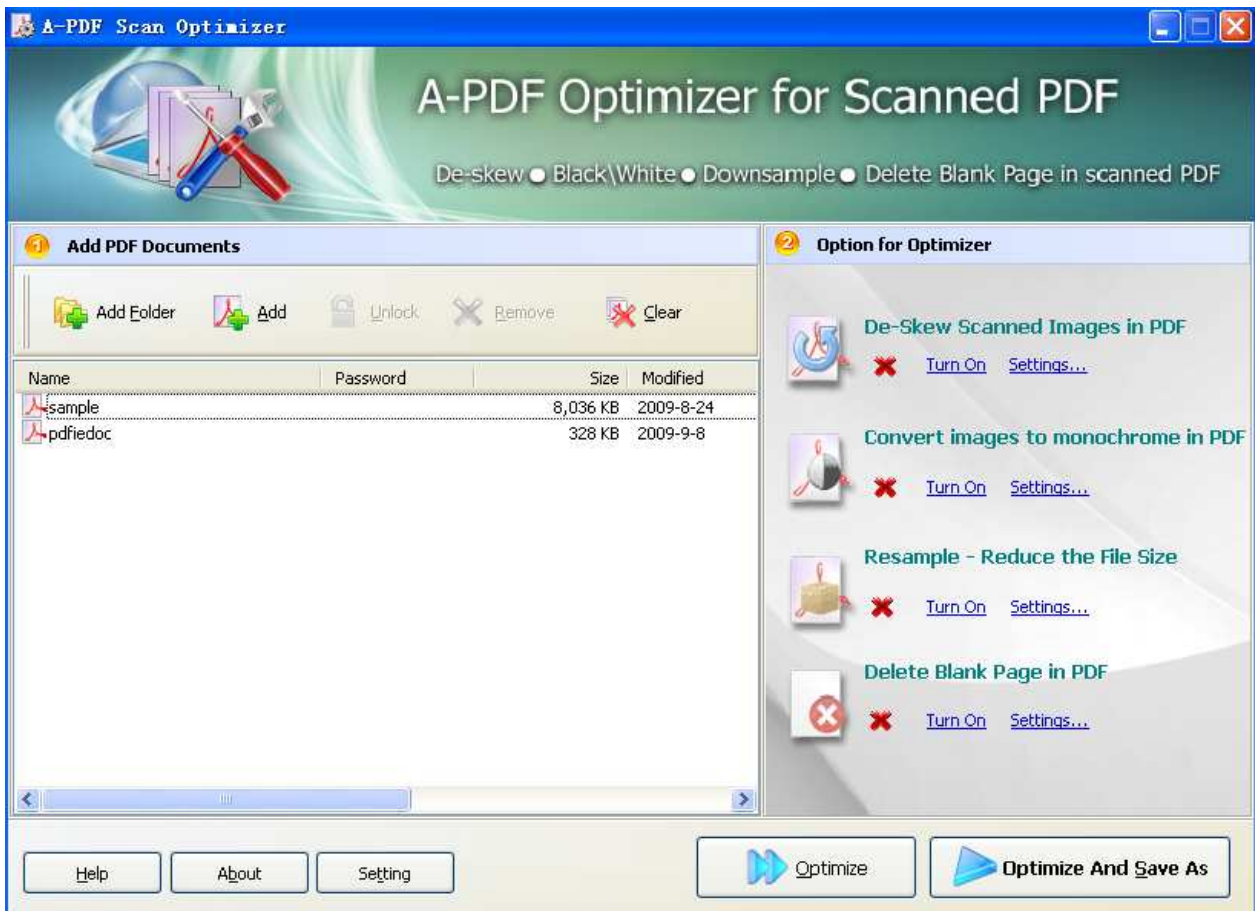 A-PDF Scan Optimizer
A-PDF Optimizer for Scanned PDF
De-skew ● Black\White ● Downsample ● Delete Blank Page in scanned PDF
1 Add PDF Documents
Add Folder Add Unlock Remove Clear
Name Password Size Modified
sample 8,036 KB 2009-8-24
pdfiedoc 328 KB 2009-9-8
2 Option for Optimizer
De-Skew Scanned Images in PDF
Turn On Settings...
Convert images to monochrome in PDF
Turn On Settings...
Resample - Reduce the File Size
Turn On Settings...
Delete Blank Page in PDF
Turn On Settings...
Help About Setting Optimize Optimize And Save As